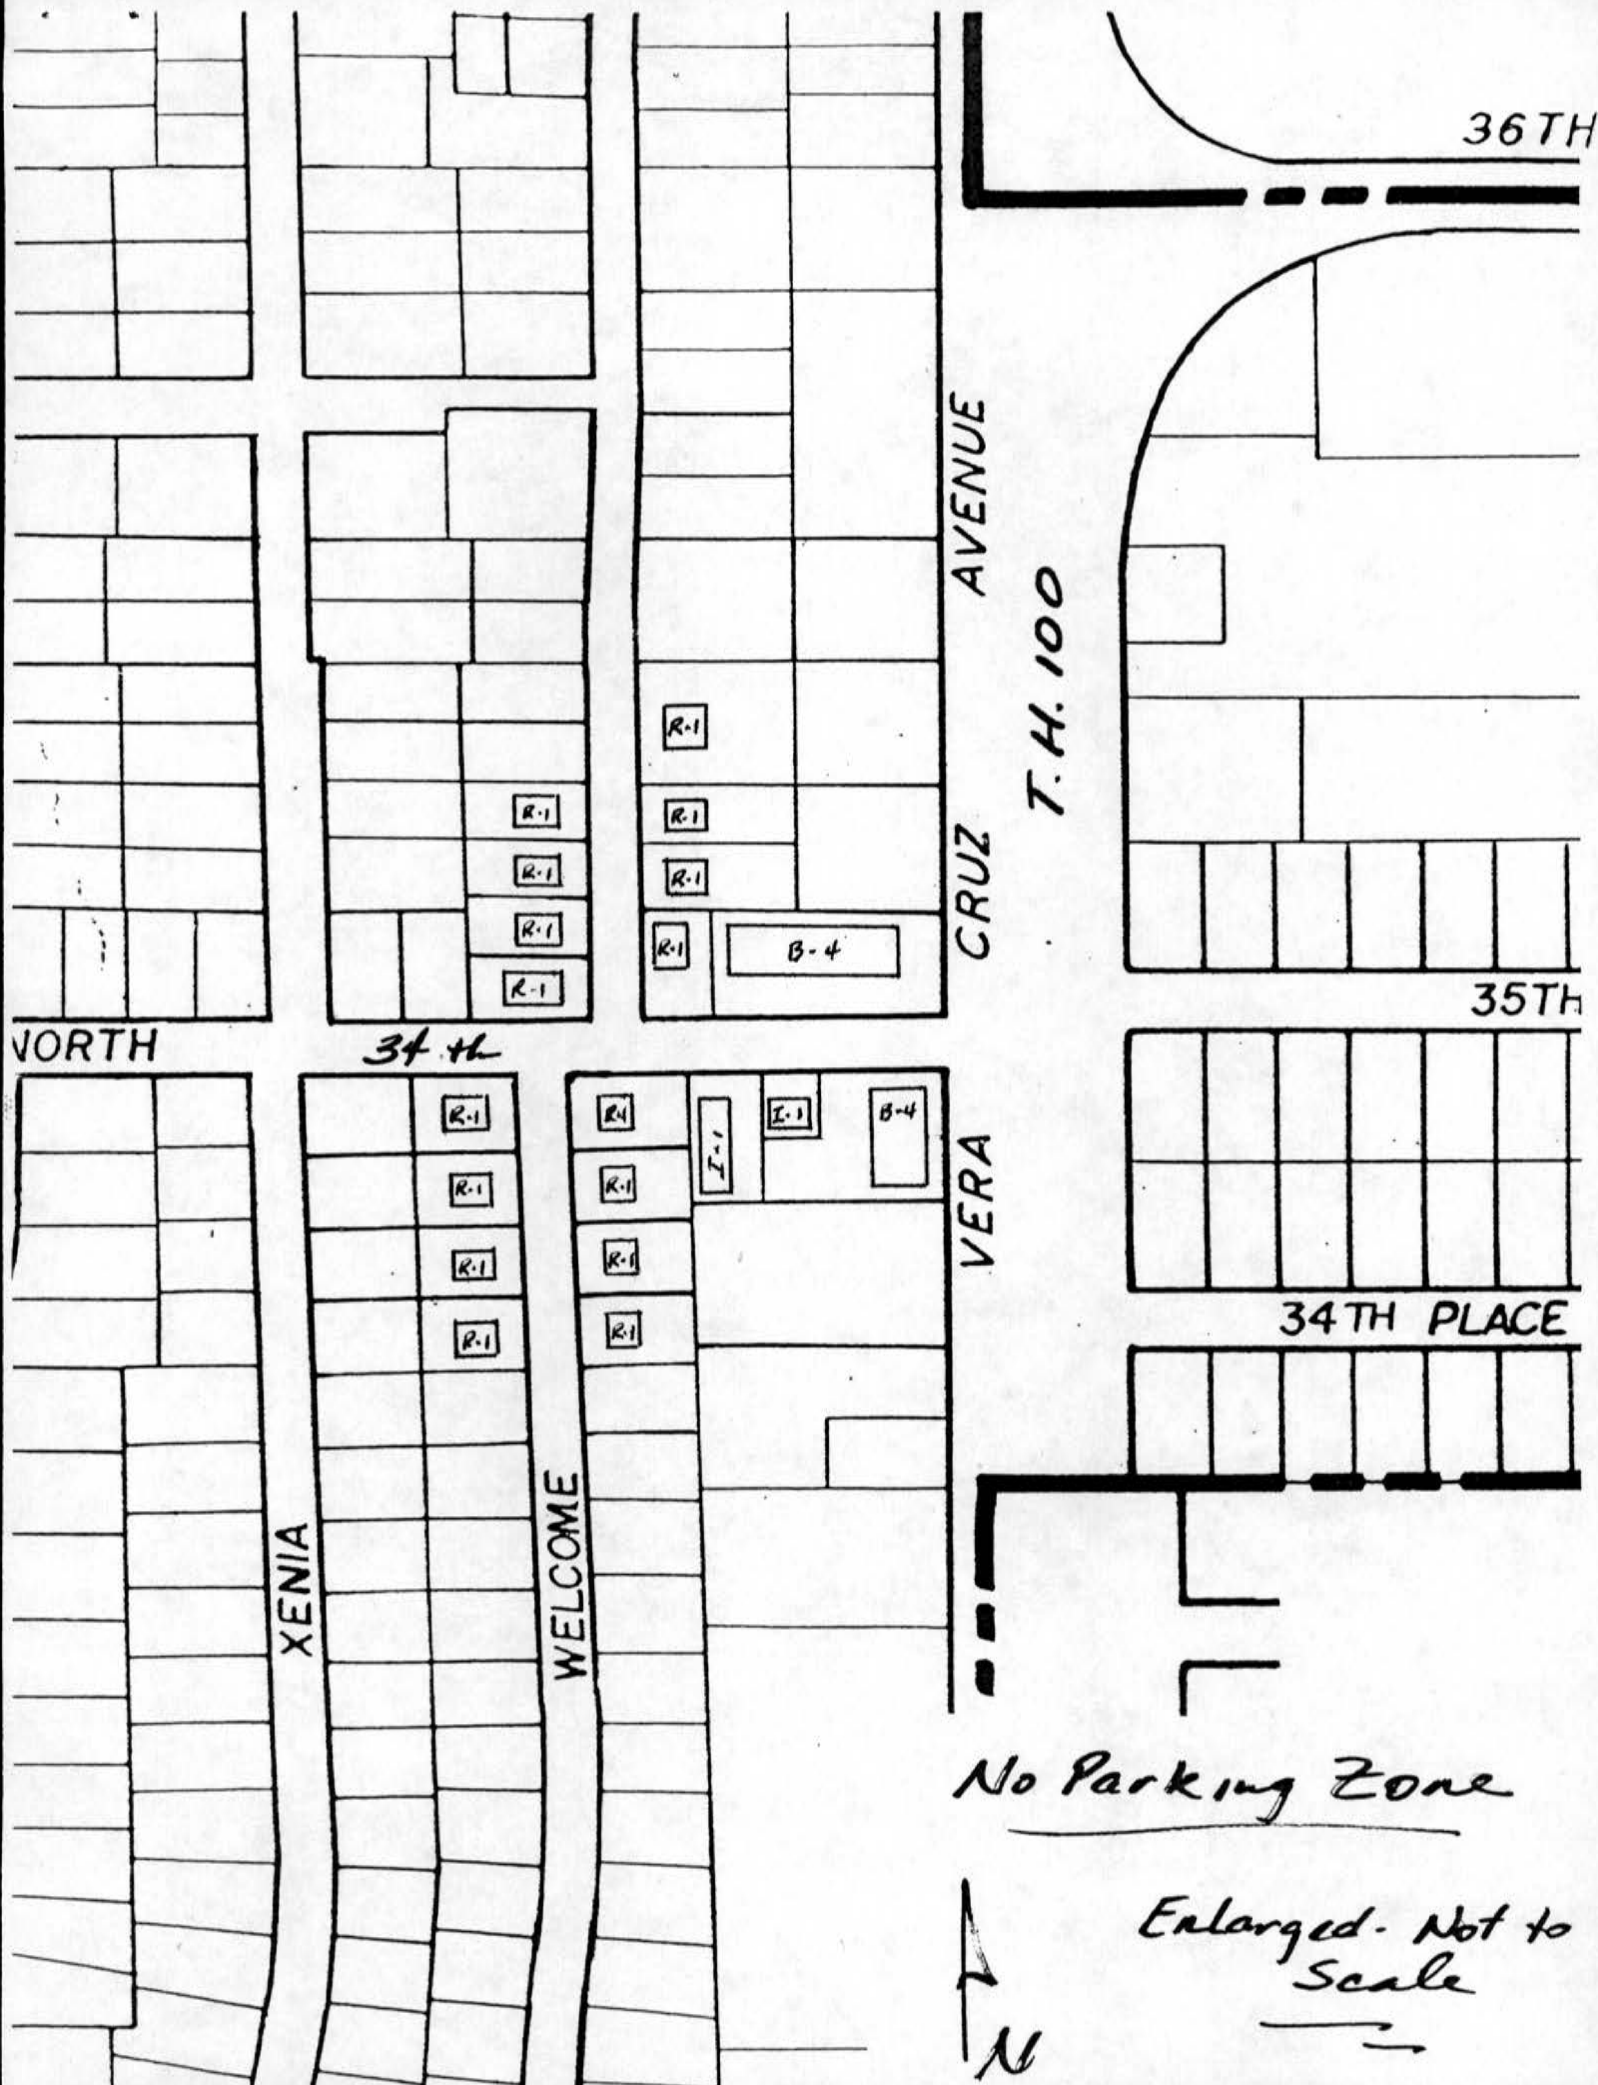 36TH
AVENUE
T.H. 100
R-1
R-1
R-1
R-1
R-1
R-1
R-1
B-4
R-1
CRUZ
35TH
NORTH
34 th
R-1
R-1
I-1
I-1
B-4
R-1
R-1
VERA
R-1
R-1
R-1
R-1
34TH PLACE
XENIA
WELCOME
No Parking Zone
Enlarged- Not to
Scale
N